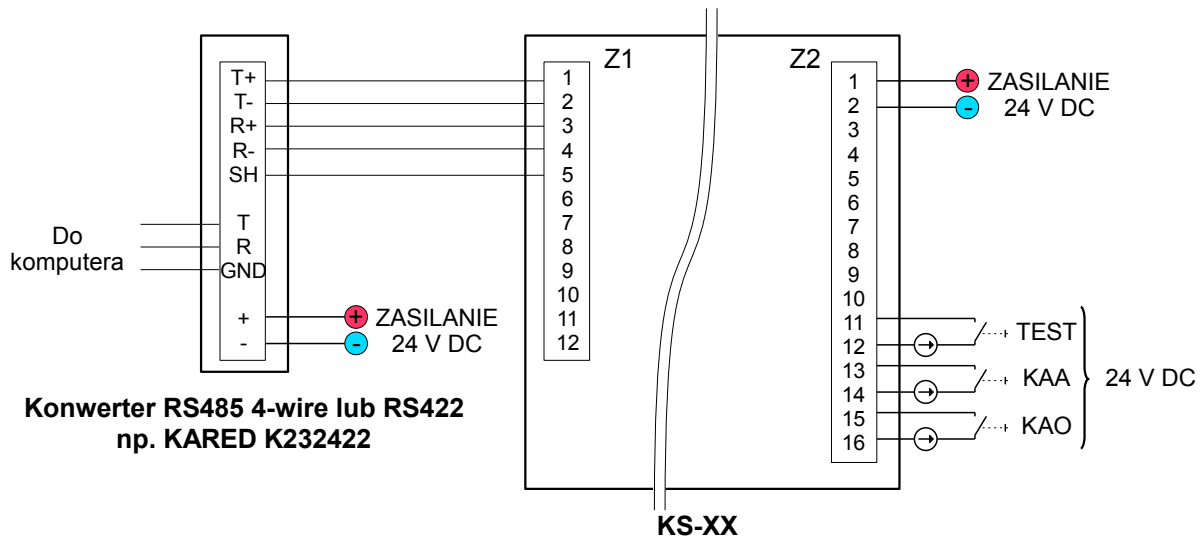 T+
T-
R+
R-
SH
T
R
GND
+
-
Do
komputera
+ ZASILANIE
- 24 V DC
Konwerter RS485 4-wire lub RS422
np. KARED K232422
Z1
1
2
3
4
5
6
7
8
9
10
11
12
Z2
1
2
3
4
5
6
7
8
9
10
11
12
13
14
15
16
+ ZASILANIE
- 24 V DC
TEST
KAA
KAO
24 V DC
KS-XX